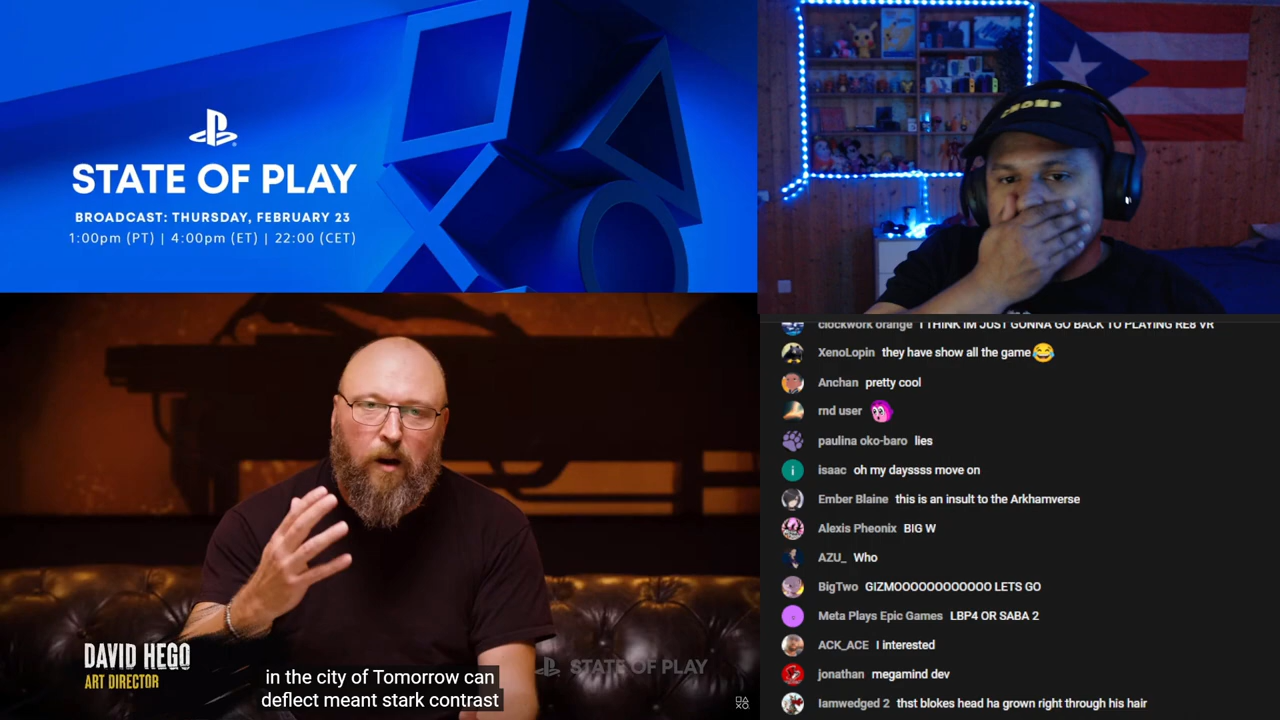 STATE OF PLAY
BROADCAST: THURSDAY, FEBRUARY 23
1:00pm (PT) | 4:00pm (ET) | 22:00 (CET)
CHOMP
DAVID HEGO
ART DIRECTOR
in the city of Tomorrow can
deflect meant stark contrast
STATE OF PLAY
clockwork orange I THINK IM JUST GONNA GO BACK TO PLAYING RE8 VR
XenoLopin they have show all the game😂
Anchan pretty cool
rnd user
paulina oko-baro lies
i
isaac oh my dayssss move on
Ember Blaine this is an insult to the Arkhamverse
Alexis Pheonix BIG W
AZU_ Who
BigTwo GIZMOOOOOOOOOOOO LETS GO
Meta Plays Epic Games LBP4 OR SABA 2
ACK_ACE I interested
jonathan megamind dev
Iamwedged 2 thst blokes head ha grown right through his hair